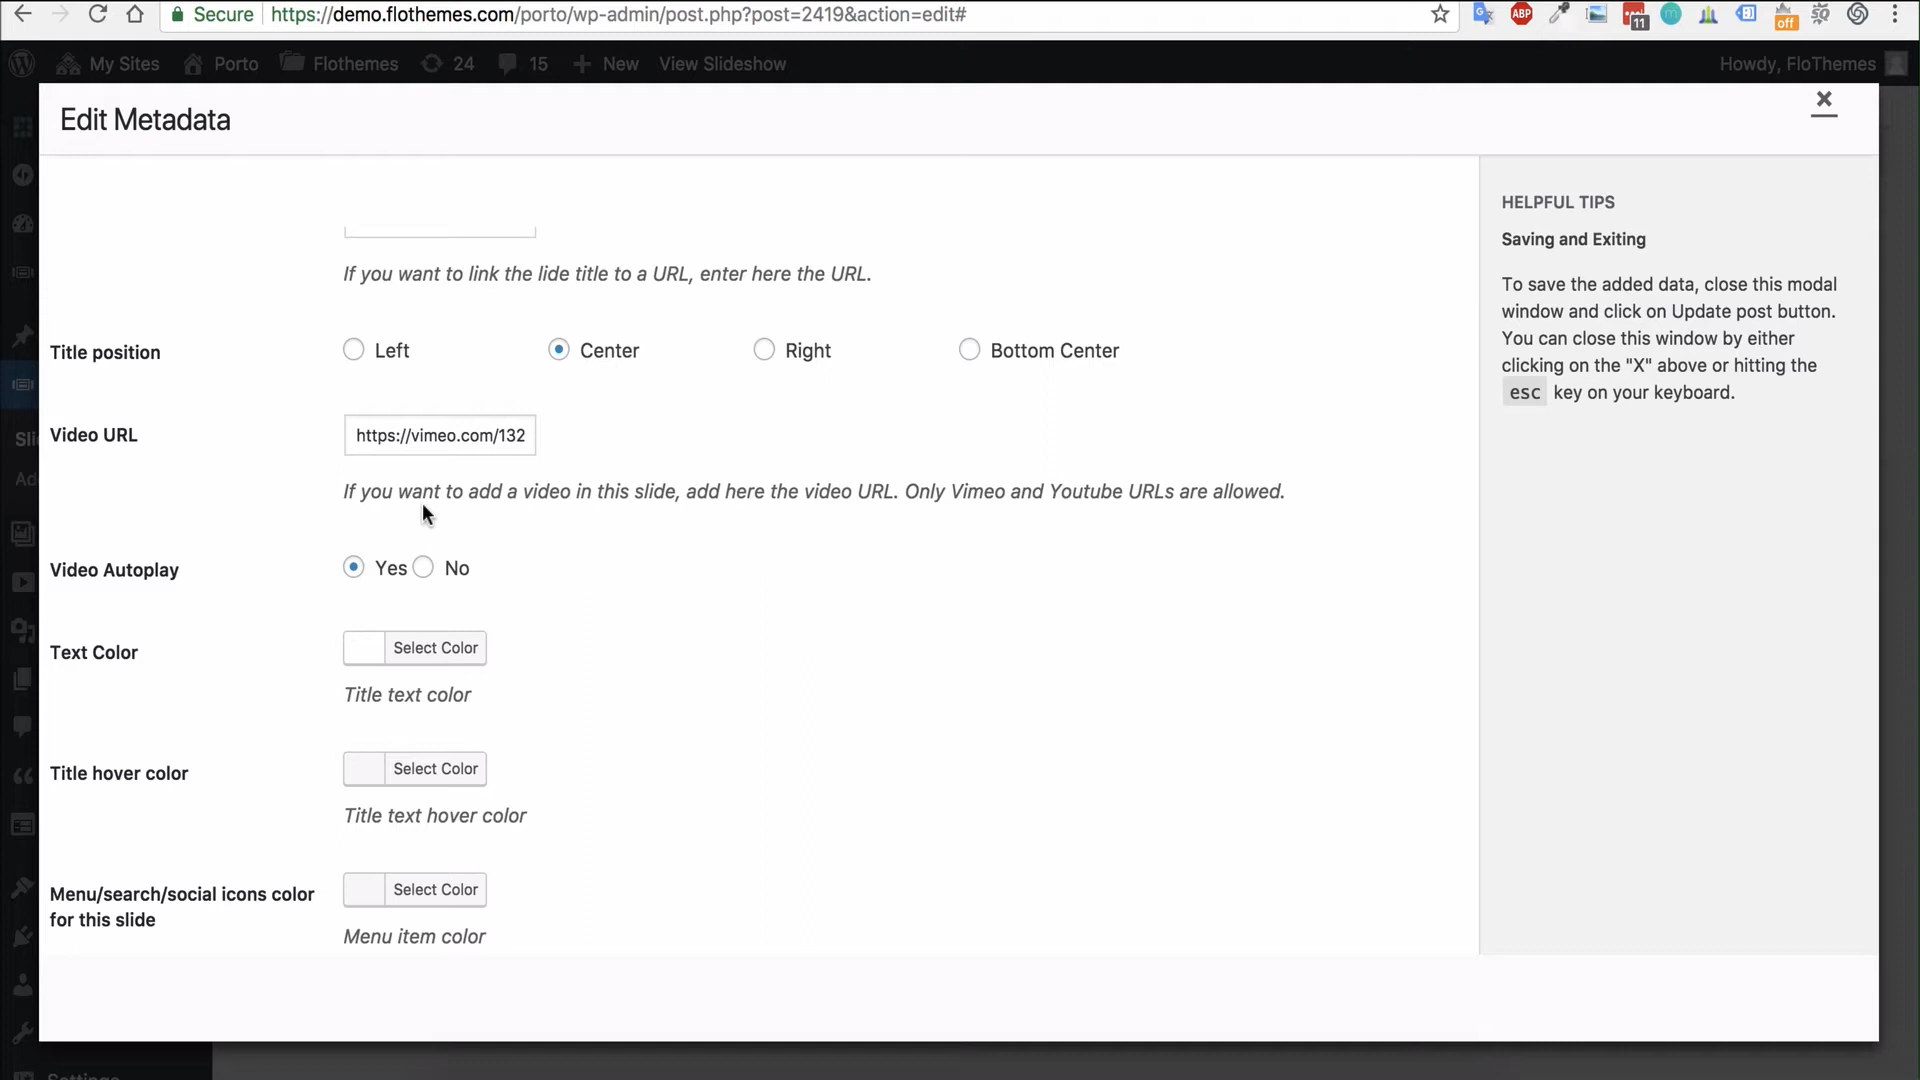 Secure https://demo.flothemes.com/porto/wp-admin/post.php?post=2419&action=edit#
ABP 11 off
My Sites Porto Flothemes 24 15 New View Slideshow Howdy, FloThemes
Edit Metadata
If you want to link the lide title to a URL, enter here the URL.
Title position Left Center Right Bottom Center
Video URL https://vimeo.com/132
If you want to add a video in this slide, add here the video URL. Only Vimeo and Youtube URLs are allowed.
Video Autoplay Yes No
Text Color Select Color
Title text color
Title hover color Select Color
Title text hover color
Menu/search/social icons color
for this slide
Select Color
Menu item color
HELPFUL TIPS
Saving and Exiting
To save the added data, close this modal
window and click on Update post button.
You can close this window by either
clicking on the "X" above or hitting the
esc key on your keyboard.
Sli
Ad
Settings